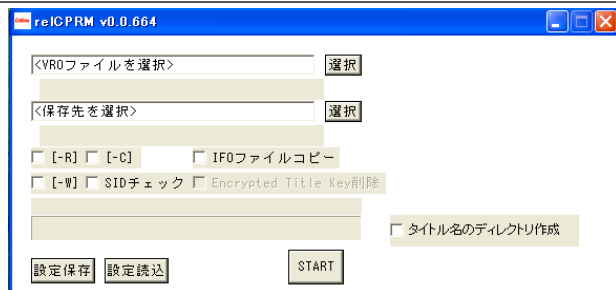 relCPRM v0.0.664
<VROファイルを選択>
選択
<保存先を選択>
選択
[-R] [-C] IFOファイルコピー
[-W] SIDチェック Encrypted Title Key削除
タイトル名のディレクトリ作成
設定保存 設定読込 START